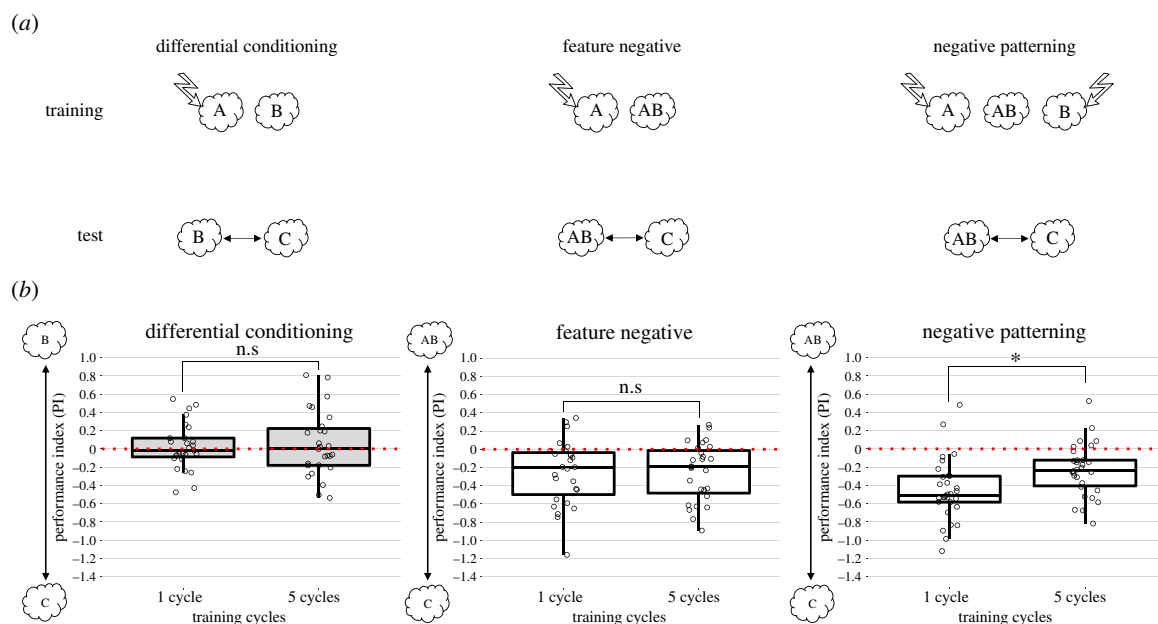 (a)
differential conditioning
feature negative
negative patterning
training
A
B
A
AB
A
AB
B
test
B
C
AB
C
AB
C
(b)
differential conditioning
feature negative
negative patterning
B
AB
AB
n.s
n.s
*
performance index (PI)
1.0
0.8
0.6
0.4
0.2
0
−0.2
−0.4
−0.6
−0.8
−1.0
−1.2
−1.4
performance index (PI)
1.0
0.8
0.6
0.4
0.2
0
−0.2
−0.4
−0.6
−0.8
−1.0
−1.2
−1.4
performance index (PI)
1.0
0.8
0.6
0.4
0.2
0
−0.2
−0.4
−0.6
−0.8
−1.0
−1.2
−1.4
C
C
C
1 cycle
5 cycles
1 cycle
5 cycles
1 cycle
5 cycles
training cycles
training cycles
training cycles